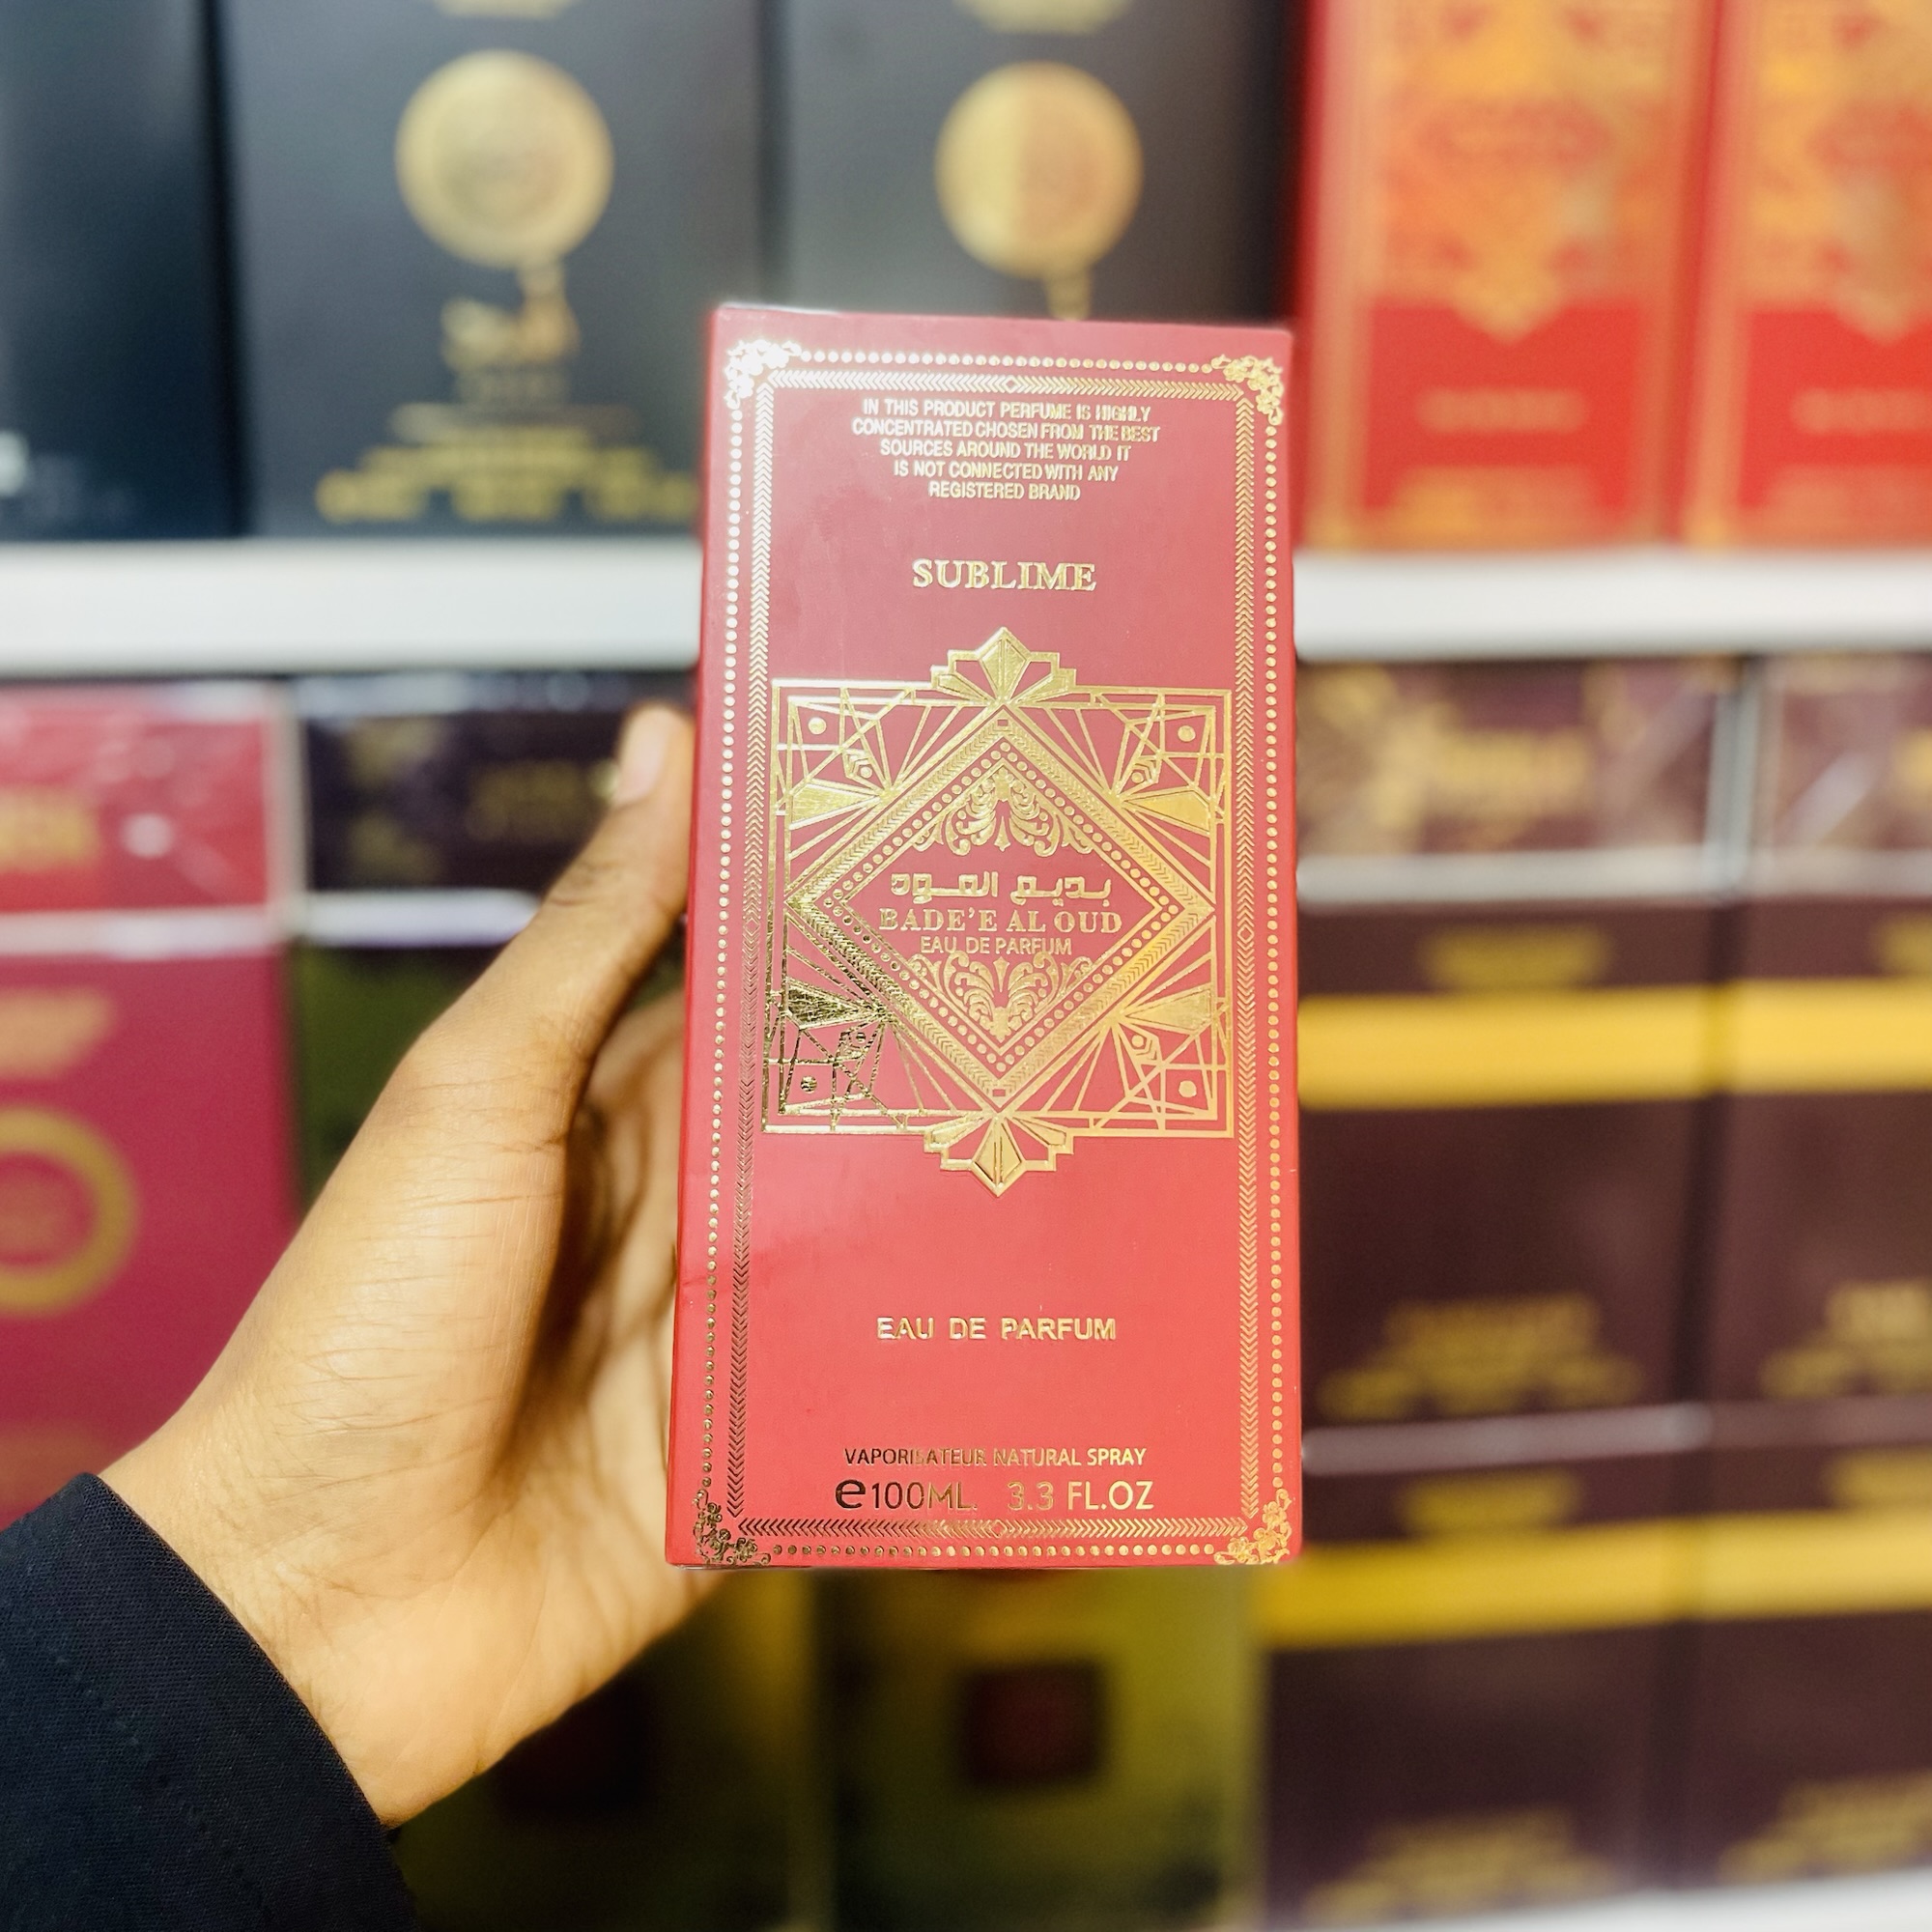 IN THIS PRODUCT PERFUME IS HIGHLY
CONCENTRATED CHOSEN FROM THE BEST
SOURCES AROUND THE WORLD IT
IS NOT CONNECTED WITH ANY
REGISTERED BRAND
SUBLIME
بديع العود
BADE'E AL OUD
EAU DE PARFUM
EAU DE PARFUM
VAPORISATEUR NATURAL SPRAY
e100ML. 3.3 FL.OZ